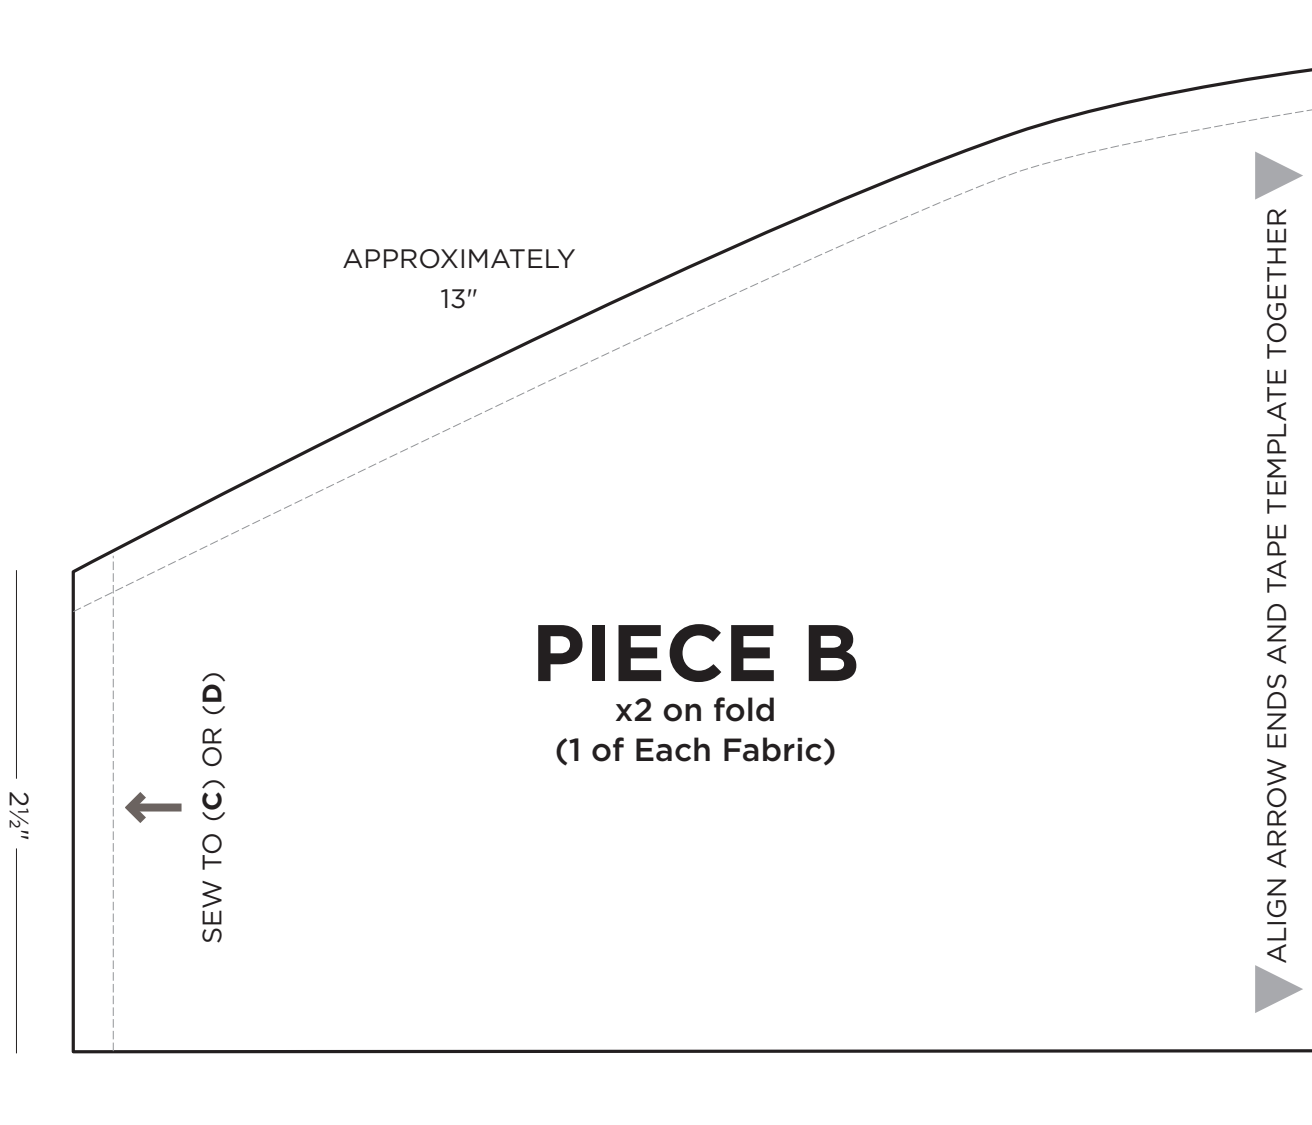 APPROXIMATELY
13"
PIECE B
x2 on fold
(1 of Each Fabric)
SEW TO (C) OR (D)
2½"
ALIGN ARROW ENDS AND TAPE TEMPLATE TOGETHER